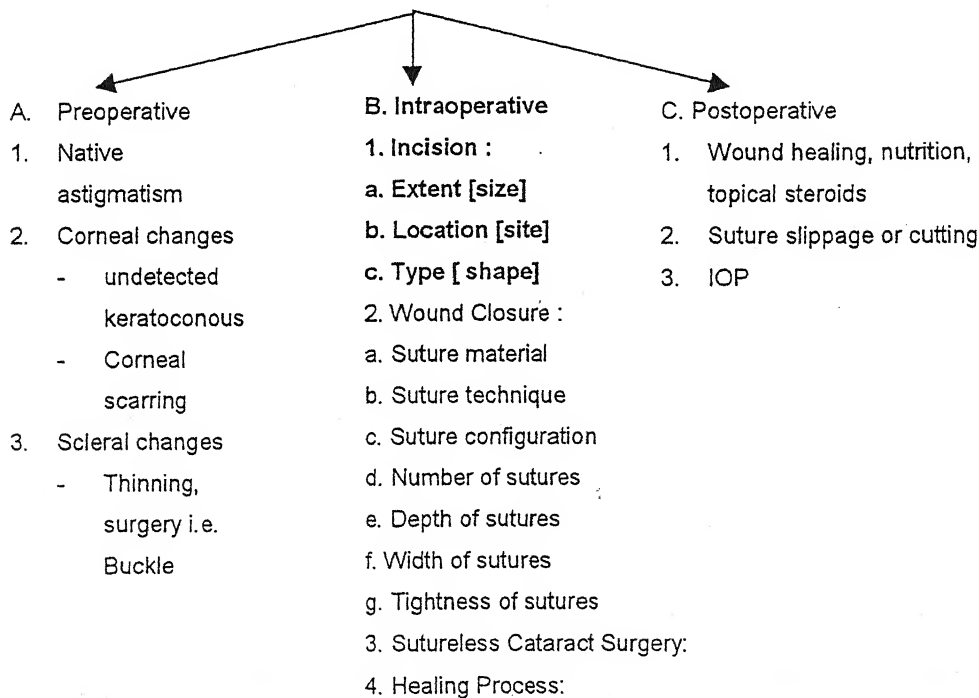 A. Preoperative
1. Native
astigmatism
2. Corneal changes
- undetected
keratoconous
- Corneal
scarring
3. Scleral changes
- Thinning,
surgery i.e.
Buckle
B. Intraoperative
1. Incision :
a. Extent [size]
b. Location [site]
c. Type [ shape]
2. Wound Closure :
a. Suture material
b. Suture technique
c. Suture configuration
d. Number of sutures
e. Depth of sutures
f. Width of sutures
g. Tightness of sutures
3. Sutureless Cataract Surgery:
4. Healing Process:
C. Postoperative
1. Wound healing, nutrition,
topical steroids
2. Suture slippage or cutting
3. IOP